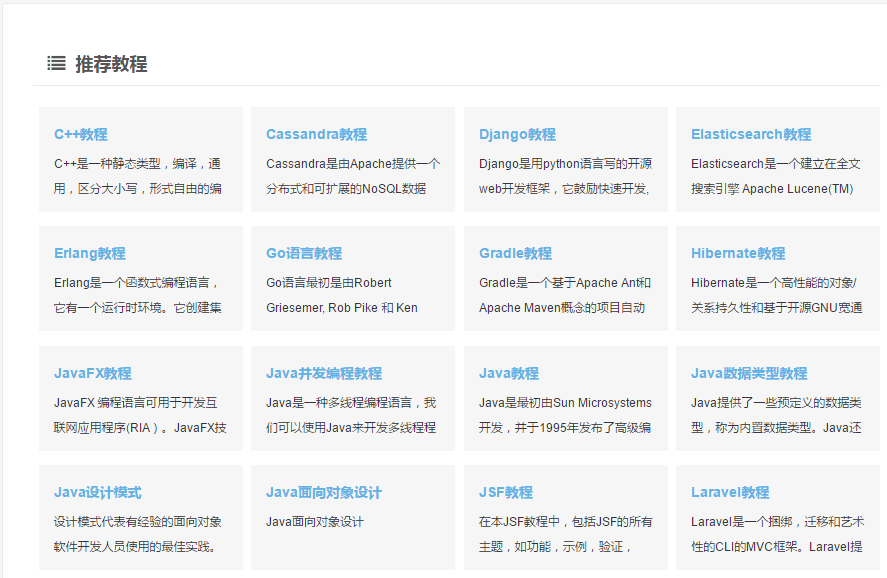 推荐教程
C++教程
C++是一种静态类型，编译，通
用，区分大小写，形式自由的编
Cassandra教程
Cassandra是由Apache提供一个
分布式和可扩展的NoSQL数据
Django教程
Django是用python语言写的开源
web开发框架，它鼓励快速开发,
Elasticsearch教程
Elasticsearch是一个建立在全文
搜索引擎 Apache Lucene(TM)
Erlang教程
Erlang是一个函数式编程语言，
它有一个运行时环境。它创建集
Go语言教程
Go语言最初是由Robert
Griesemer, Rob Pike 和 Ken
Gradle教程
Gradle是一个基于Apache Ant和
Apache Maven概念的项目自动
Hibernate教程
Hibernate是一个高性能的对象/
关系持久性和基于开源GNU宽通
JavaFX教程
JavaFX 编程语言可用于开发互
联网应用程序(RIA ）。JavaFX技
Java并发编程教程
Java是一种多线程编程语言，我
们可以使用Java来开发多线程程
Java教程
Java是最初由Sun Microsystems
开发，并于1995年发布了高级编
Java数据类型教程
Java提供了一些预定义的数据类
型，称为内置数据类型。Java还
Java设计模式
设计模式代表有经验的面向对象
软件开发人员使用的最佳实践。
Java面向对象设计
Java面向对象设计
JSF教程
在本JSF教程中，包括JSF的所有
主题，如功能，示例，验证，
Laravel教程
Laravel是一个捆绑，迁移和艺术
性的CLI的MVC框架。Laravel提